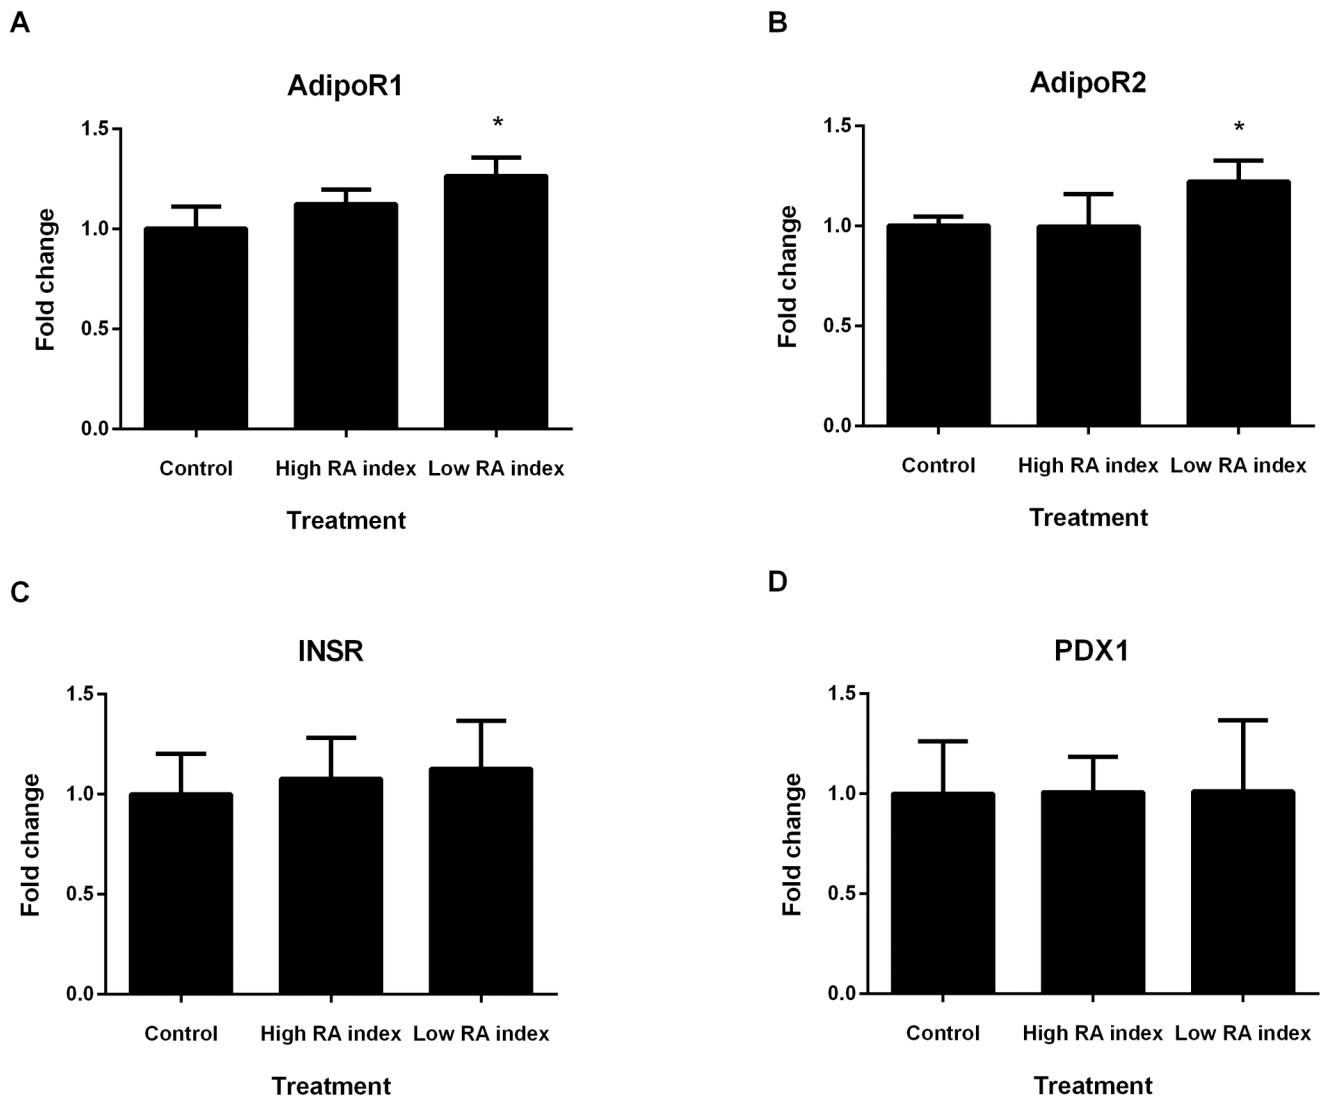 A
AdipoR1
*
1.5
1.0
0.5
0.0
Fold change
Control High RA index Low RA index
Treatment
B
AdipoR2
*
1.5
1.0
0.5
0.0
Fold change
Control High RA index Low RA index
Treatment
C
INSR
1.5
1.0
0.5
0.0
Fold change
Control High RA index Low RA index
Treatment
D
PDX1
1.5
1.0
0.5
0.0
Fold change
Control High RA index Low RA index
Treatment